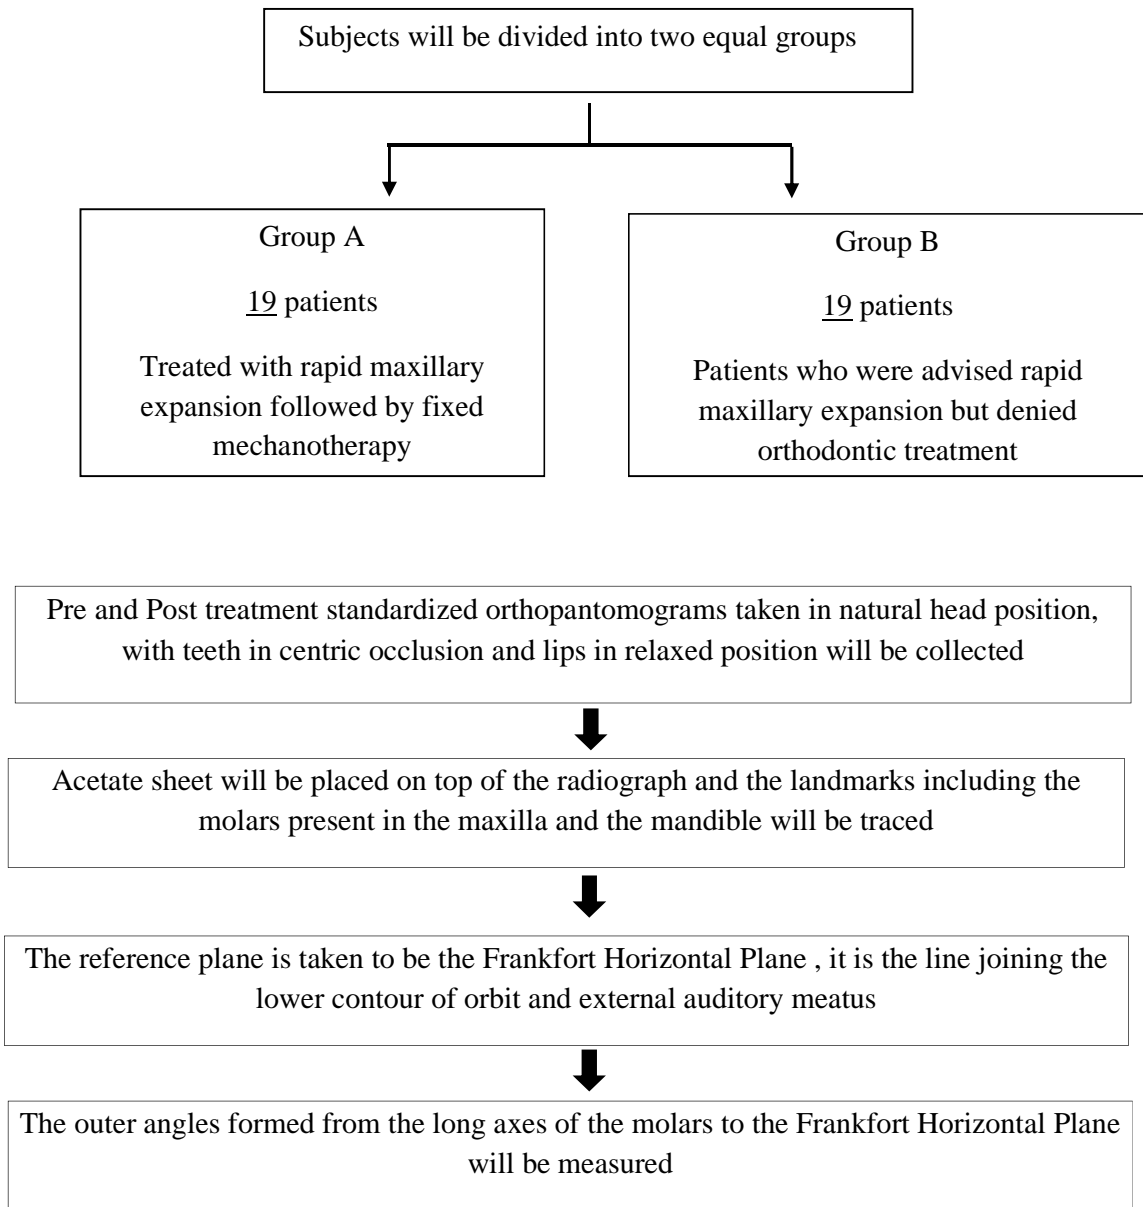 Subjects will be divided into two equal groups
Group A
19 patients
Treated with rapid maxillary
expansion followed by fixed
mechanotherapy
Group B
19 patients
Patients who were advised rapid
maxillary expansion but denied
orthodontic treatment
Pre and Post treatment standardized orthopantomograms taken in natural head position,
with teeth in centric occlusion and lips in relaxed position will be collected
Acetate sheet will be placed on top of the radiograph and the landmarks including the
molars present in the maxilla and the mandible will be traced
The reference plane is taken to be the Frankfort Horizontal Plane , it is the line joining the
lower contour of orbit and external auditory meatus
The outer angles formed from the long axes of the molars to the Frankfort Horizontal Plane
will be measured